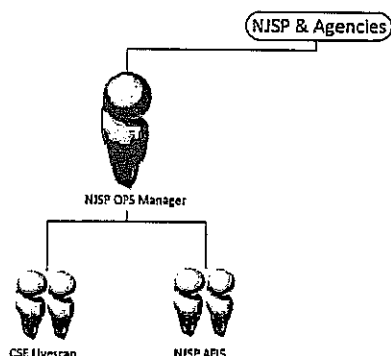 NJSP & Agencies
NJSP OPS Manager
CSE Livescan
NJSP AFIS